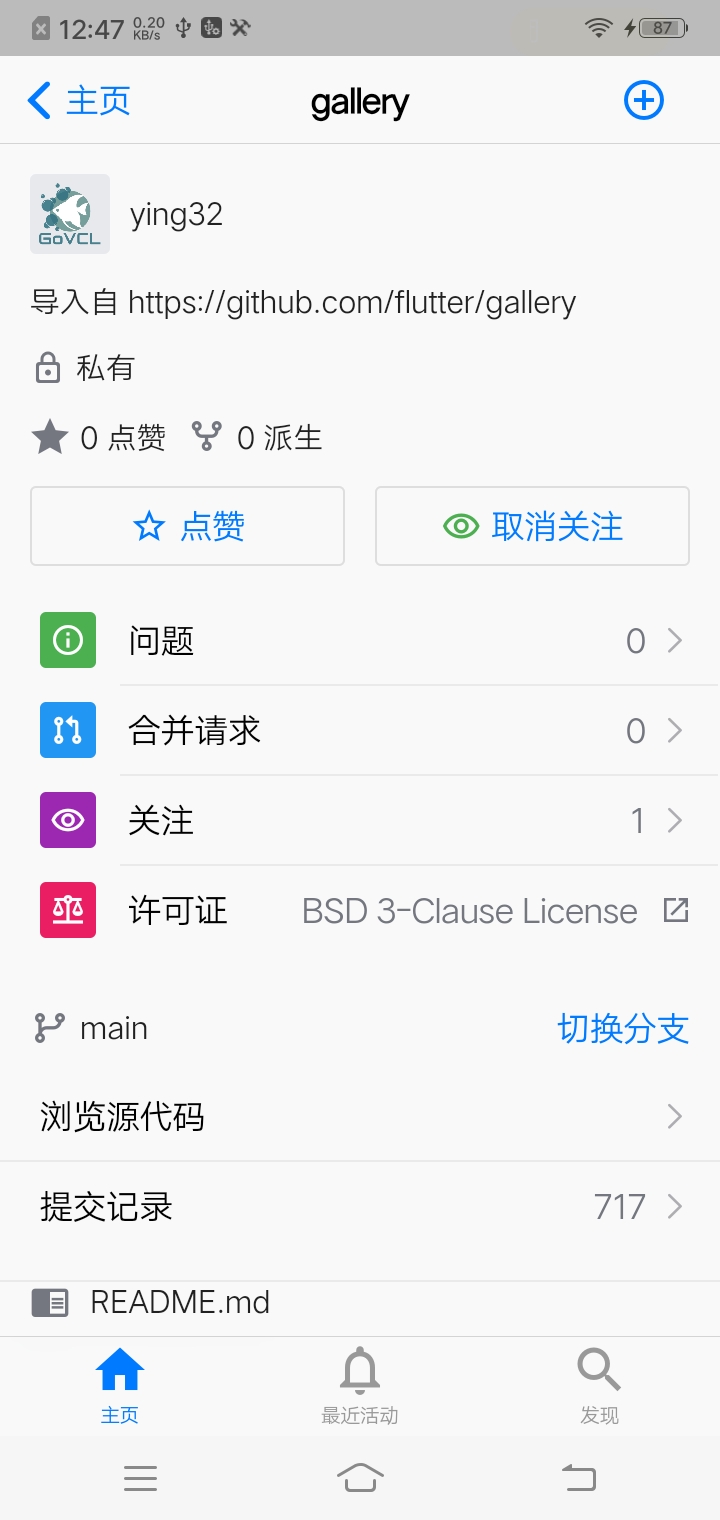 12:47 0.20 KB/s 87
主页 gallery
GoVCL
ying32
导入自 https://github.com/flutter/gallery
私有
0 点赞 0 派生
点赞 取消关注
问题 0
合并请求 0
关注 1
许可证 BSD 3-Clause License
main 切换分支
浏览源代码
提交记录 717
README.md
主页 最近活动 发现